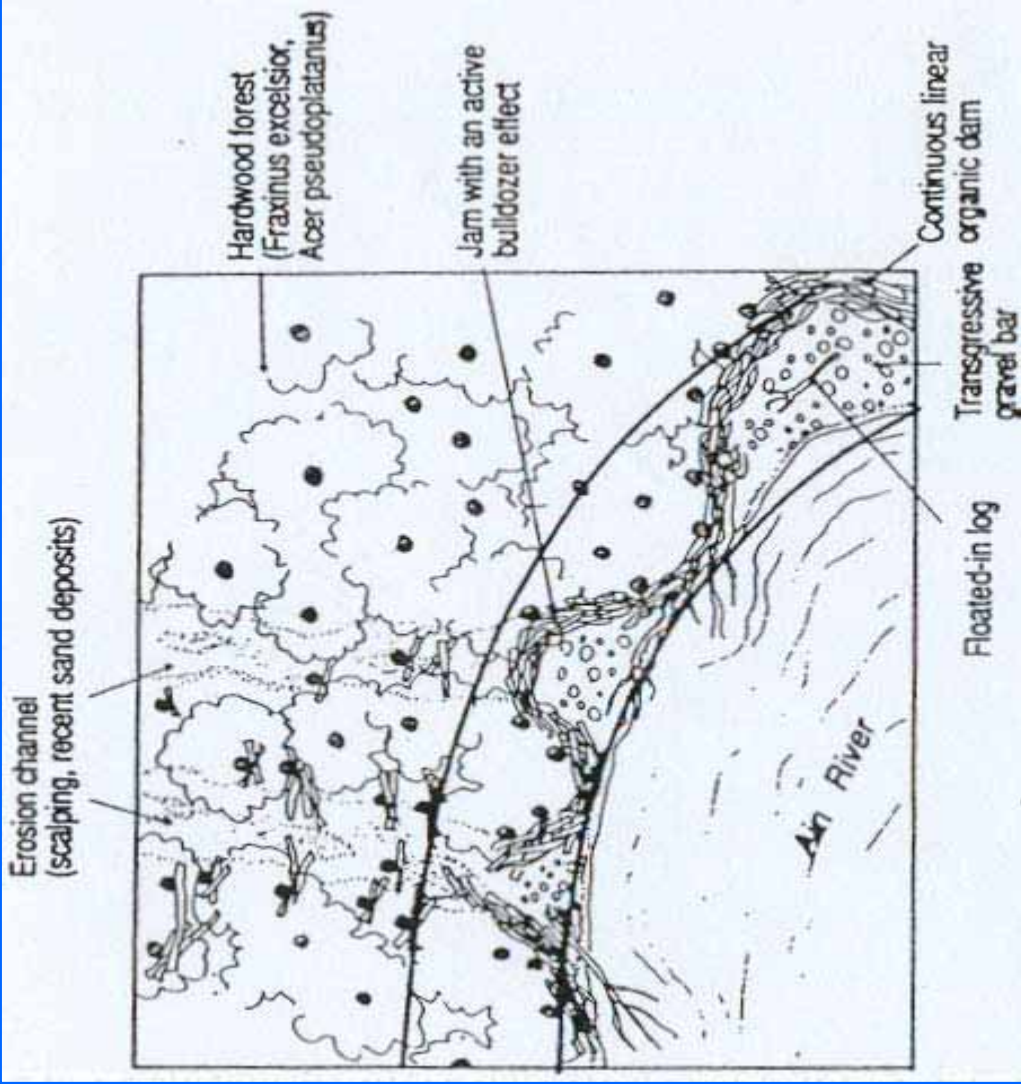 Erosion channel
(scalping, recent sand deposits)
Hardwood forest
(Fraxinus excelsior,
Acer pseudoplatanus)
Jam with an active
bulldozer effect
Ain River
Floated-in log
Transgressive
gravel bar
Continuous linear
organic dam